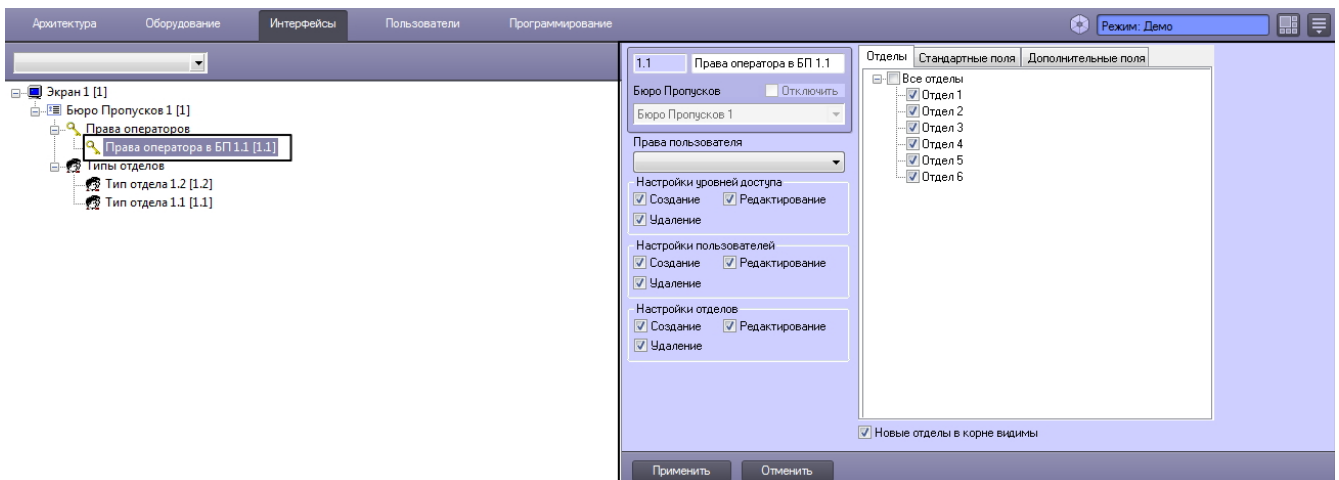 Архитектура Оборудование Интерфейсы Пользователи Программирование Режим: Демо
Экран 1 [1]
Бюро Пропусков 1 [1]
Права операторов
Права оператора в БП 1.1 [1.1]
Типы отделов
Тип отдела 1.2 [1.2]
Тип отдела 1.1 [1.1]
1.1 Права оператора в БП 1.1
Бюро Пропусков Отключить
Бюро Пропусков 1
Права пользователя
Настройки уровней доступа
Создание Редактирование
Удаление
Настройки пользователей
Создание Редактирование
Удаление
Настройки отделов
Создание Редактирование
Удаление
Отделы Стандартные поля Дополнительные поля
Все отделы
Отдел 1
Отдел 2
Отдел 3
Отдел 4
Отдел 5
Отдел 6
Новые отделы в корне видимы
Применить Отменить